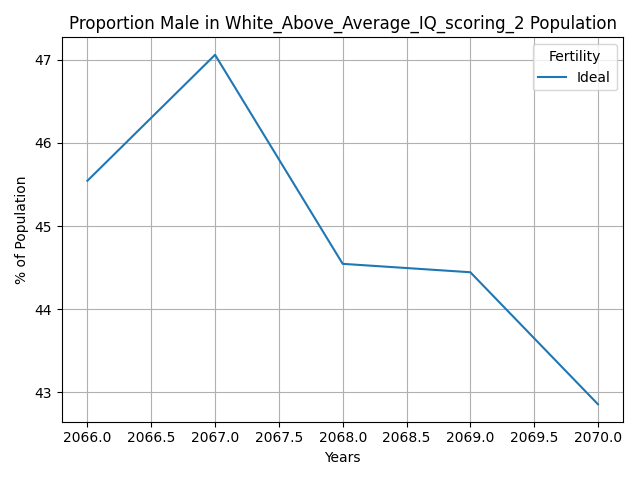 Proportion Male in White_Above_Average_IQ_scoring_2 Population
Fertility
Ideal
% of Population
47
46
45
44
43
2066.0 2066.5 2067.0 2067.5 2068.0 2068.5 2069.0 2069.5 2070.0
Years